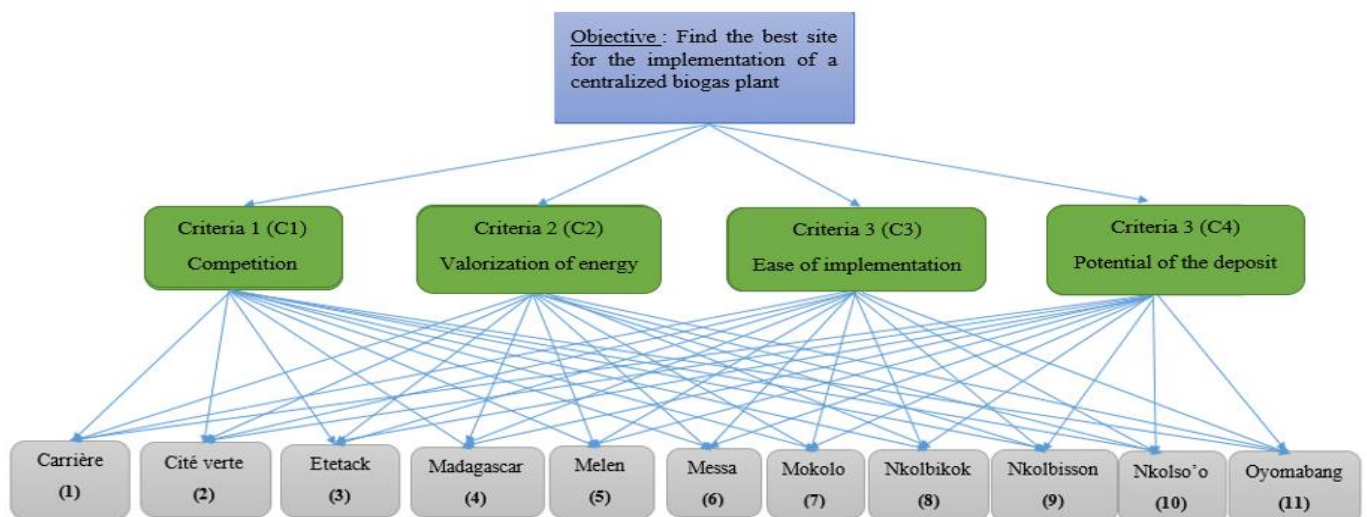 Objective : Find the best site
for the implementation of a
centralized biogas plant
Criteria 1 (C1)
Competition
Criteria 2 (C2)
Valorization of energy
Criteria 3 (C3)
Ease of implementation
Criteria 3 (C4)
Potential of the deposit
Carrière
(1)
Cité verte
(2)
Etetack
(3)
Madagascar
(4)
Melen
(5)
Messa
(6)
Mokolo
(7)
Nkolbikok
(8)
Nkolbisson
(9)
Nkolso’o
(10)
Oyomabang
(11)